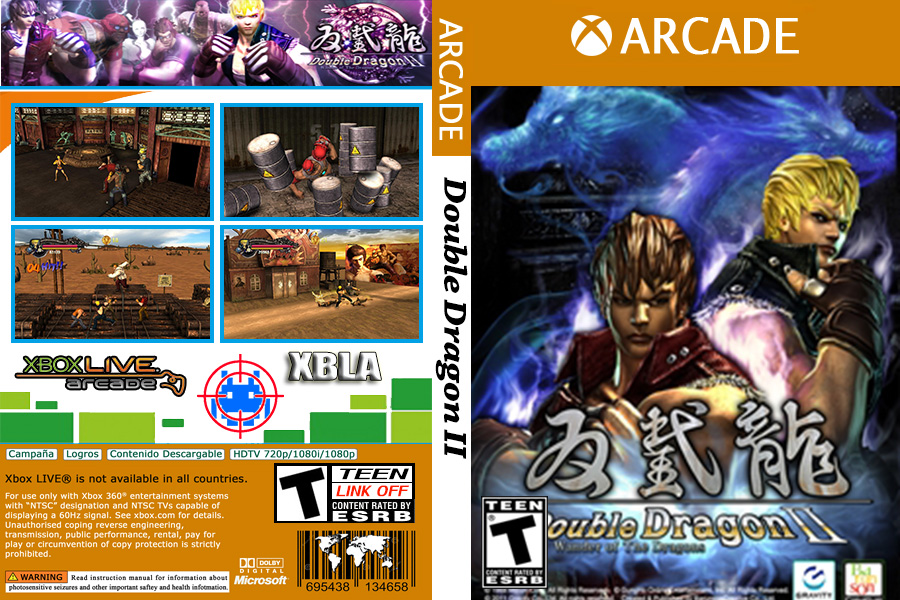 双截龍
Double Dragon II
XBOX LIVE
arcade
XBLA
Campaña
Logros
Contenido Descargable
HDTV 720p/1080i/1080p
Xbox LIVE® is not available in all countries.
For use only with Xbox 360® entertainment systems
with “NTSC” designation and NTSC TVs capable of
displaying a 60Hz signal. See xbox.com for details.
Unauthorised coping reverse engineering,
transmission, public performance, rental, pay for
play or circumvention of copy protection is strictly
prohibited.
WARNING
Read instruction manual for information about
photosensitive seizures and other important saftey and health infotmation.
T
TEEN
LINK OFF
CONTENT RATED BY
ESRB
DOLBY
DIGITAL
Microsoft
695438 134658
ARCADE
Double Dragon II
ARCADE
双截龍
Double Dragon II
Wander of The Dragons
TEEN
T
CONTENT RATED BY
ESRB
GRAVITY